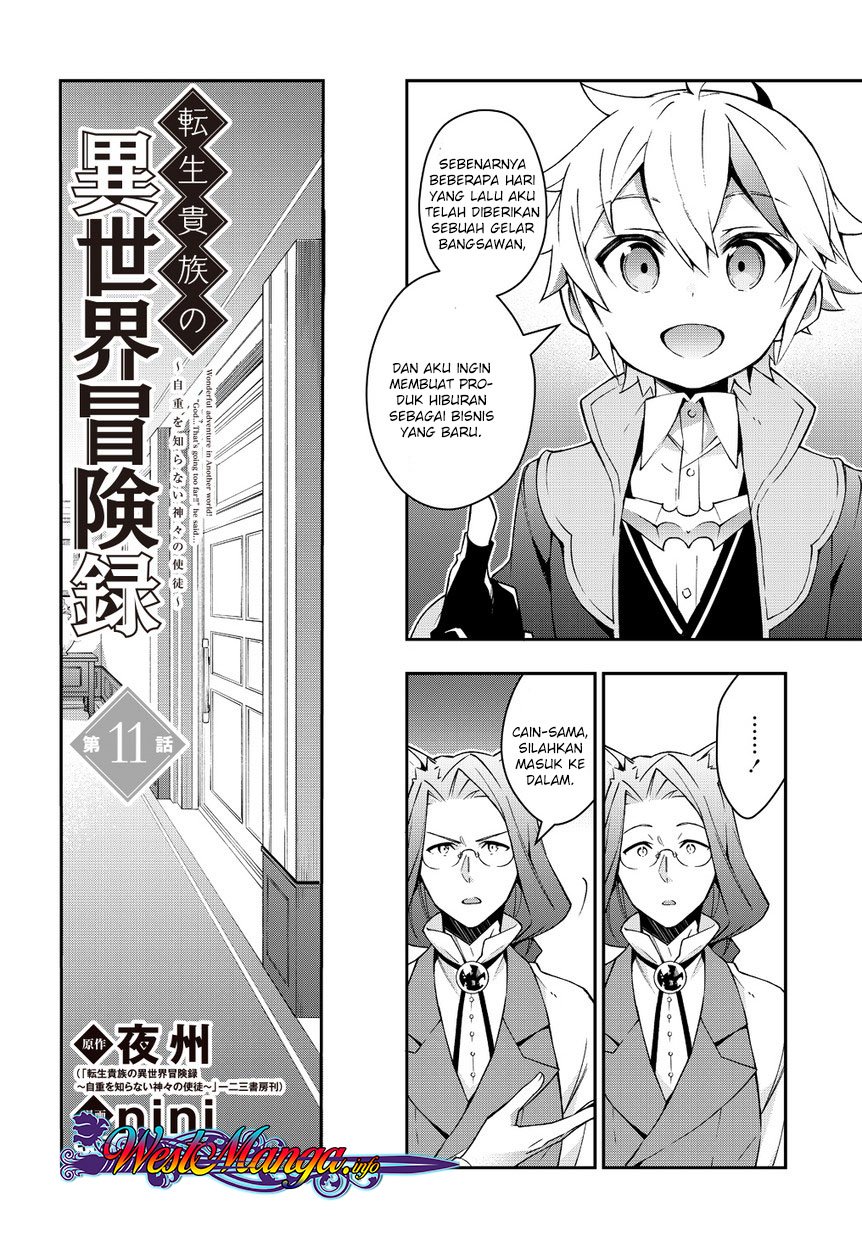 SEBENARNYA
BEBERAPA HARI
YANG LALU AKU
TELAH DIBERIKAN
SEBUAH GELAR
BANGSAWAN,
DAN AKU INGIN
MEMBUAT PRO-
DUK HIBURAN
SEBAGAI BISNIS
YANG BARU.
………
CAIN-SAMA,
SILAHKAN
MASUK KE
DALAM.
転生貴族の
異世界冒険録
～自重を知らない神々の使徒～
Wonderful adventure in Another world!
"God...That's going too far!!" he said...
第11話
原作 夜州
(「転生貴族の異世界冒険録
～自重を知らない神々の使徒～」一二三書房刊)
nini
WestManga.info